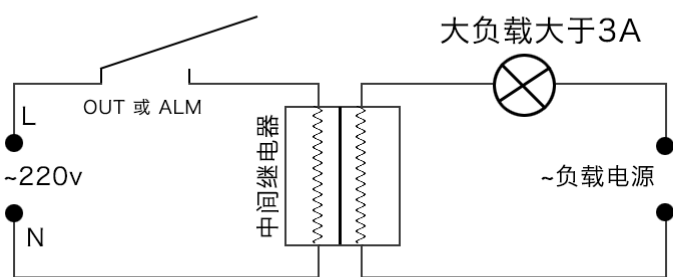 大负载大于3A
OUT 或 ALM
L
~220v
N
中间继电器
~负载电源